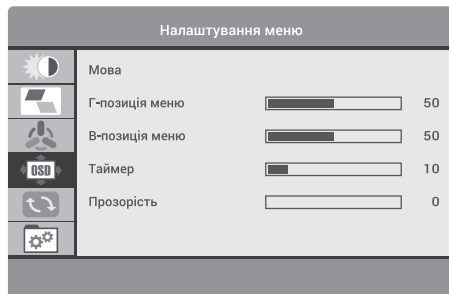 Налаштування меню
Мова
Г-позиція меню 50
В-позиція меню 50
OSD
Таймер 10
Прозорість 0